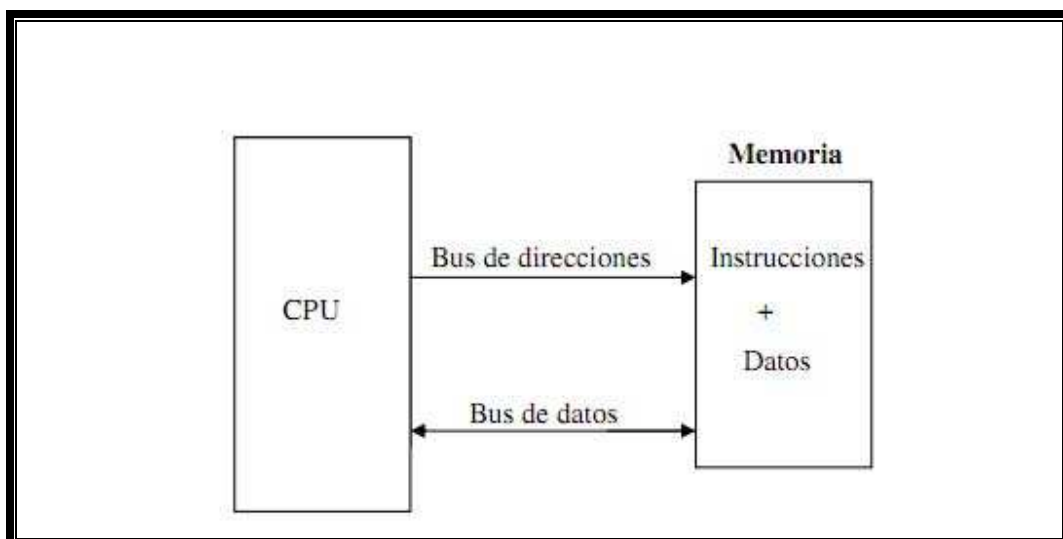 Memoria
Bus de direcciones
Instrucciones
CPU
+
Datos
Bus de datos